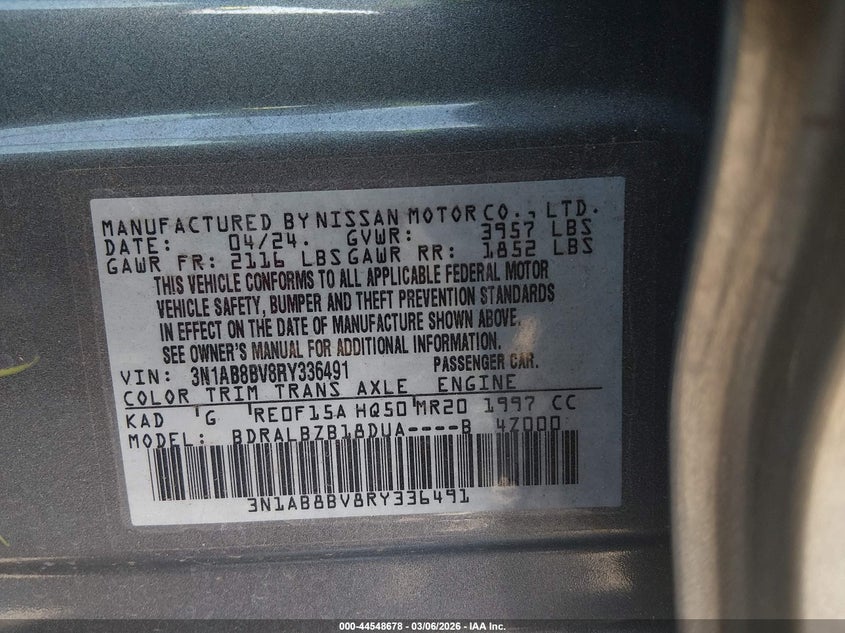 MANUFACTURED BY NISSAN MOTOR CO., LTD.
DATE: 04/24. GVWR: 3957 LBS
GAWR FR: 2116 LBS GAWR RR: 1852 LBS
THIS VEHICLE CONFORMS TO ALL APPLICABLE FEDERAL MOTOR
VEHICLE SAFETY, BUMPER AND THEFT PREVENTION STANDARDS
IN EFFECT ON THE DATE OF MANUFACTURE SHOWN ABOVE.
SEE OWNER'S MANUAL FOR ADDITIONAL INFORMATION.
VIN: 3N1AB8BV8RY336491 PASSENGER CAR.
COLOR TRIM TRANS AXLE ENGINE
KAD G RE0F15A HQ50 MR20 1997 CC
MODEL: BDRALBZB18DUA----B 4Z000
3N1AB8BV8RY336491
000-44548678 — 03/06/2026 — IAA Inc.